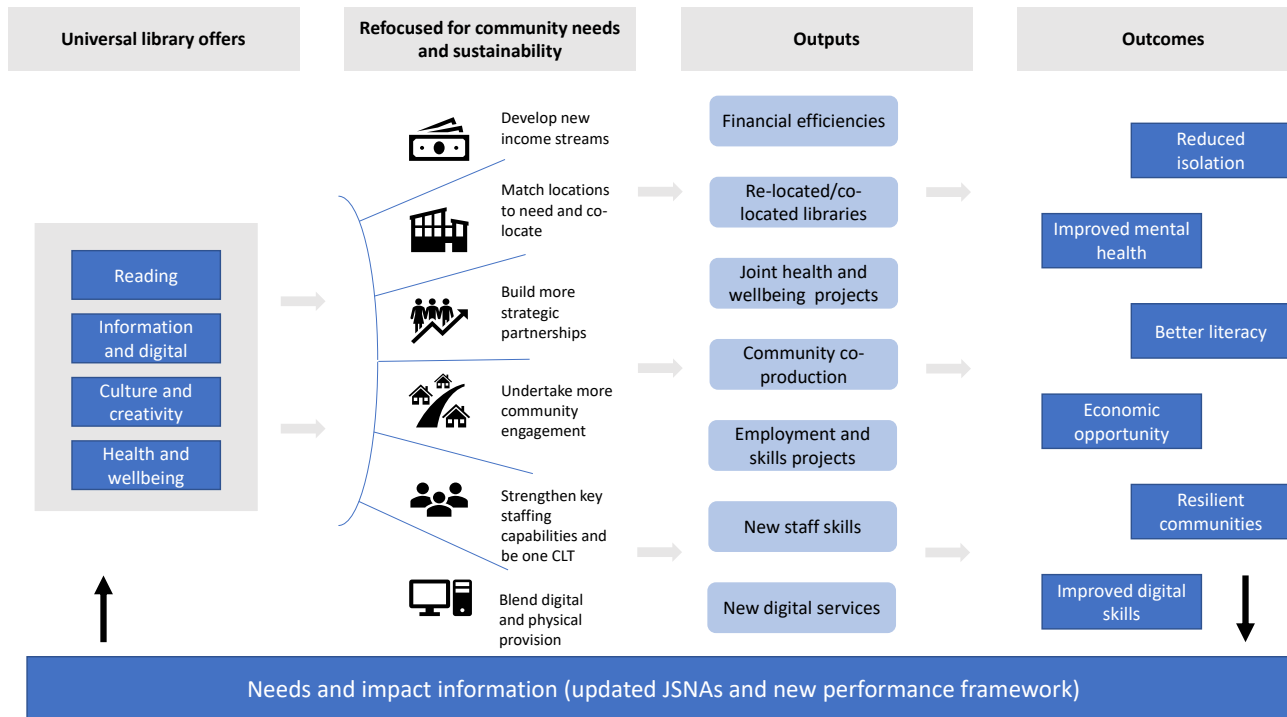 Universal library offers
Refocused for community needs
and sustainability
Outputs
Outcomes
Reading
Information
and digital
Culture and
creativity
Health and
wellbeing
Develop new
income streams
Match locations
to need and co-
locate
Build more
strategic
partnerships
Undertake more
community
engagement
Strengthen key
staffing
capabilities and
be one CLT
Blend digital
and physical
provision
Financial efficiencies
Re-located/co-
located libraries
Joint health and
wellbeing projects
Community co-
production
Employment and
skills projects
New staff skills
New digital services
Reduced
isolation
Improved mental
health
Better literacy
Economic
opportunity
Resilient
communities
Improved digital
skills
Needs and impact information (updated JSNAs and new performance framework)